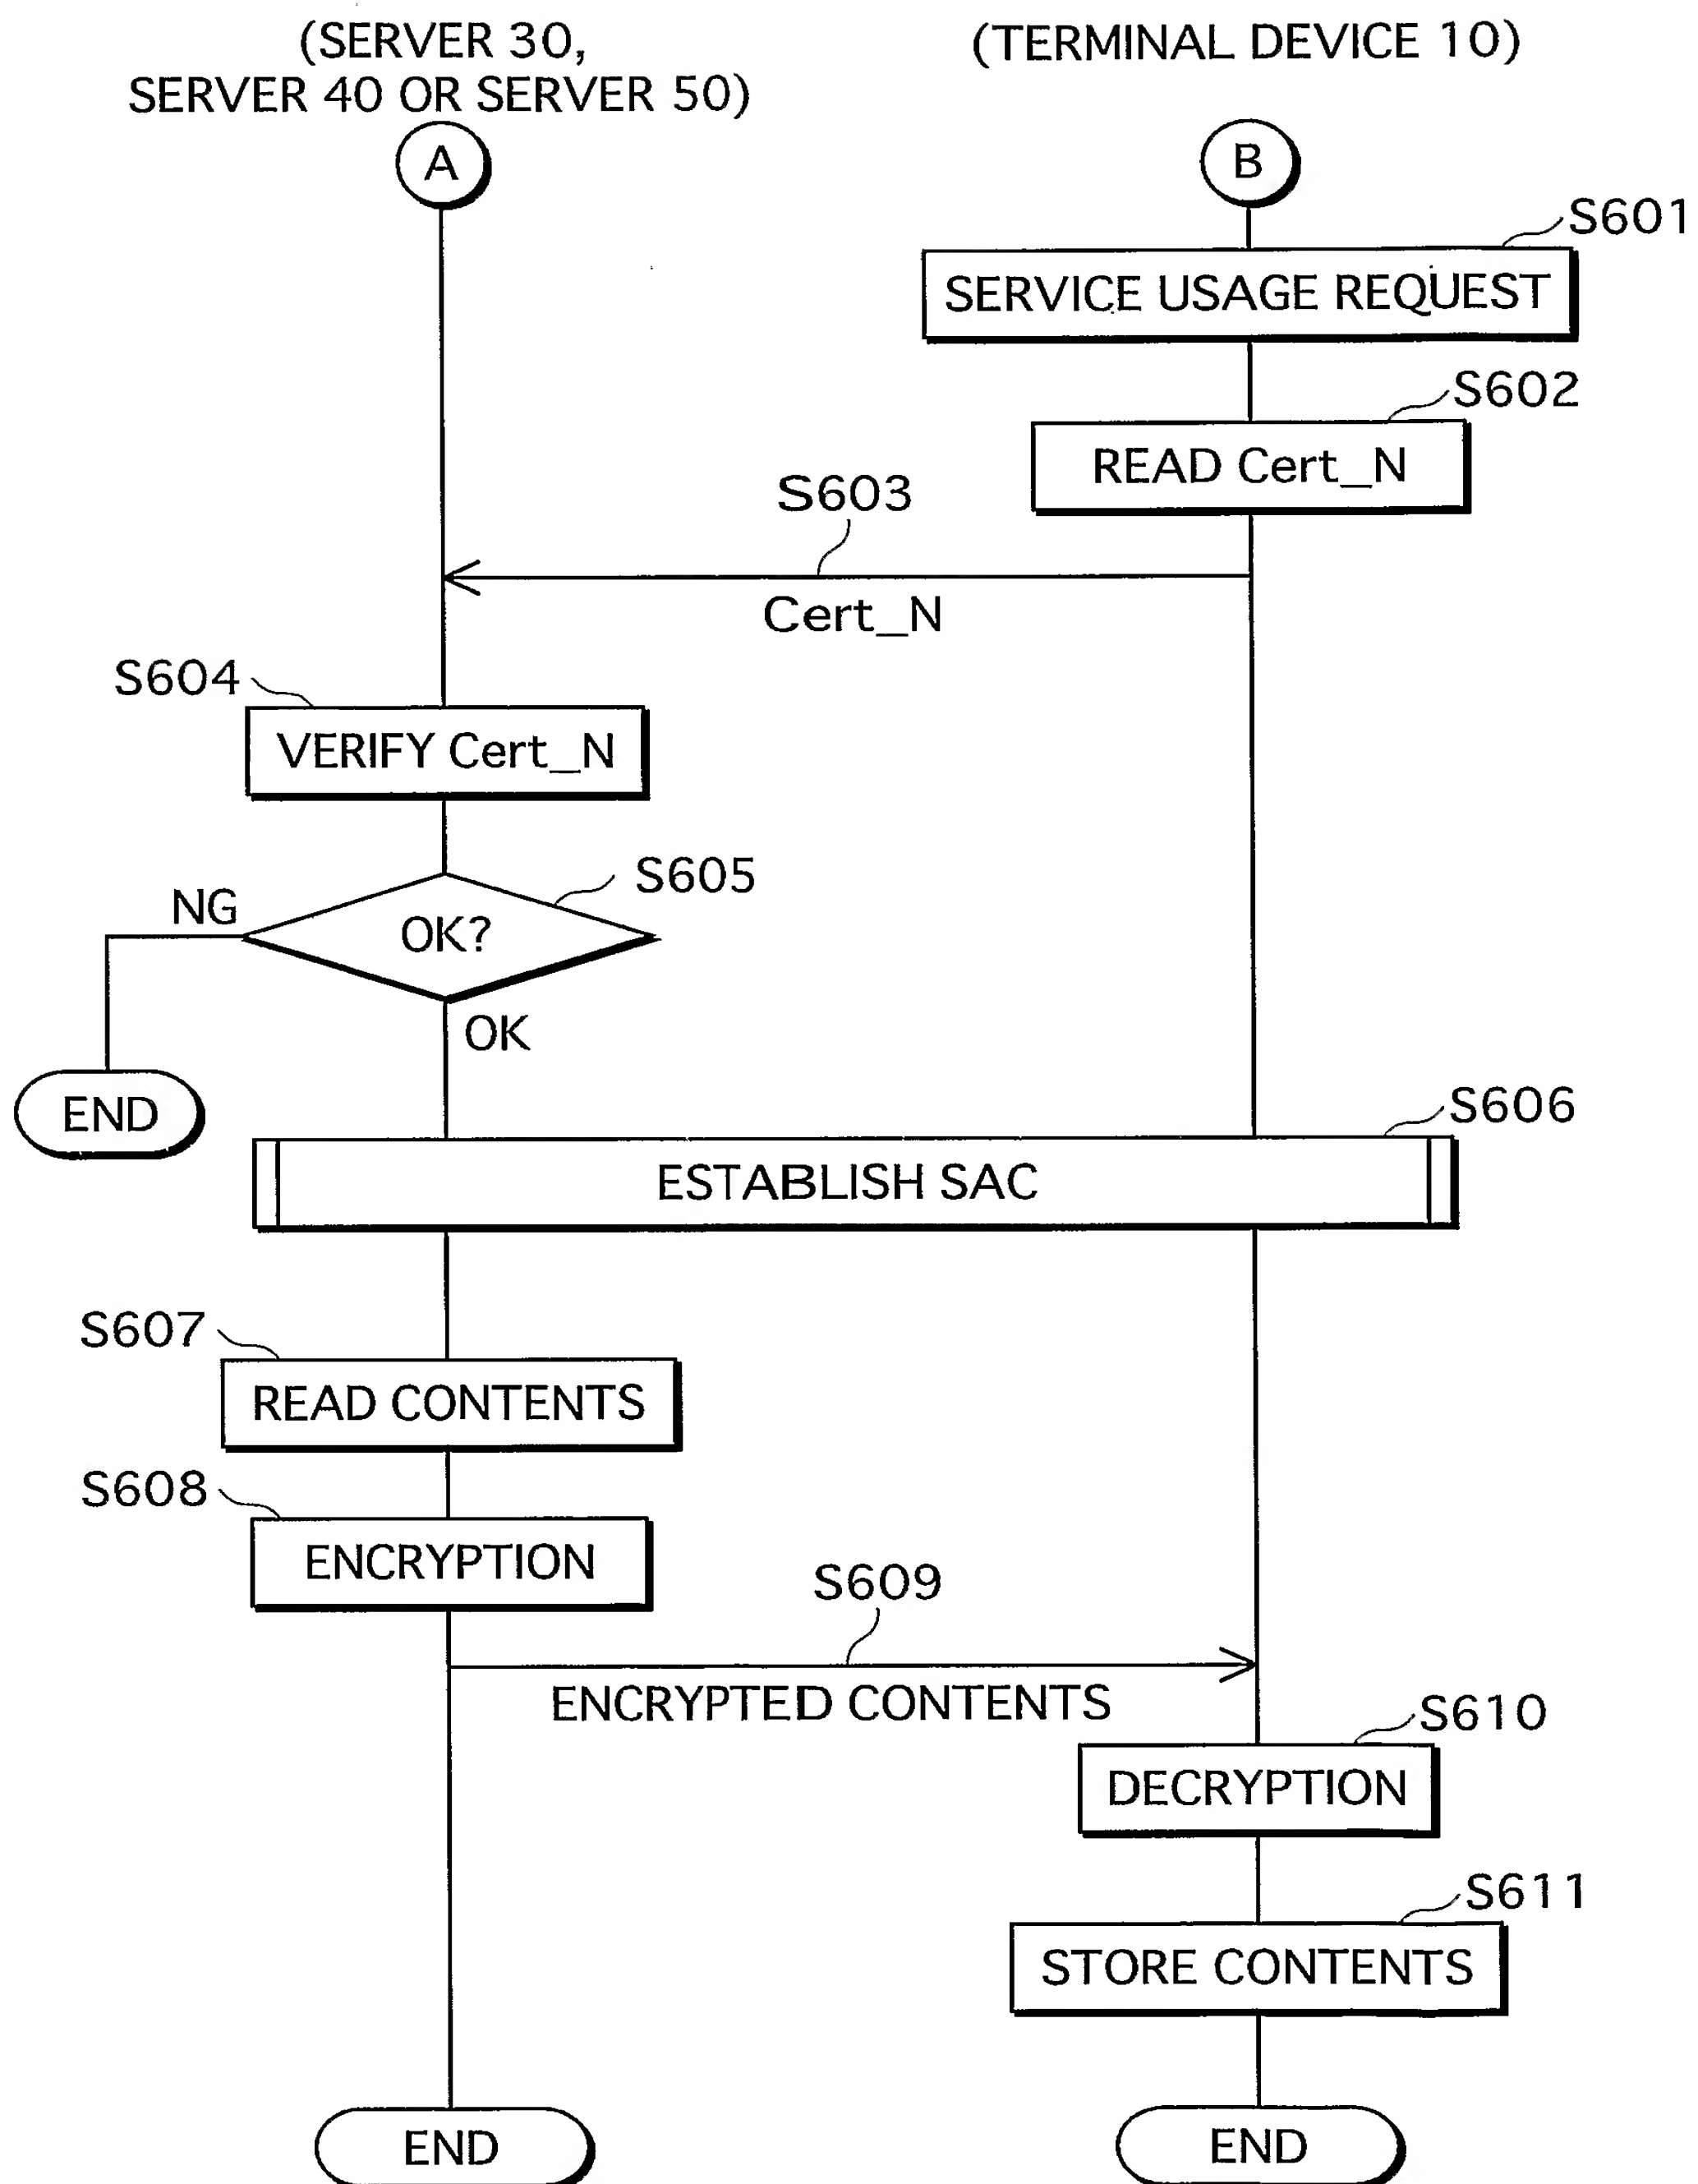 (SERVER 30,
SERVER 40 OR SERVER 50)
(TERMINAL DEVICE 10)
A
B
S601
SERVICE USAGE REQUEST
S602
READ Cert_N
S603
Cert_N
S604
VERIFY Cert_N
S605
NG
OK?
OK
END
S606
ESTABLISH SAC
S607
READ CONTENTS
S608
ENCRYPTION
S609
ENCRYPTED CONTENTS
S610
DECRYPTION
S611
STORE CONTENTS
END
END